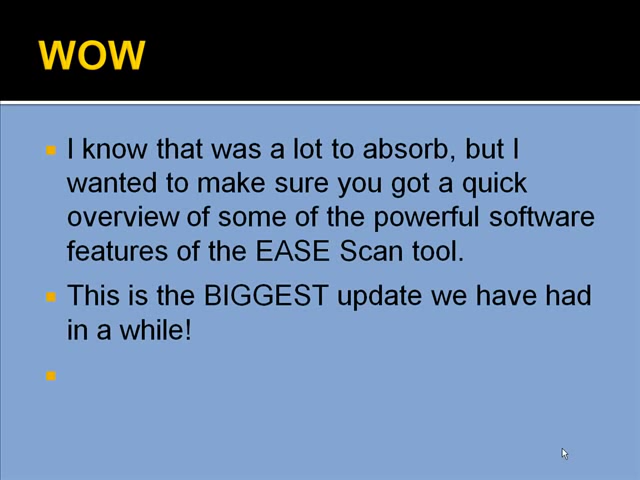 WOW
I know that was a lot to absorb, but I
wanted to make sure you got a quick
overview of some of the powerful software
features of the EASE Scan tool.
This is the BIGGEST update we have had
in a while!